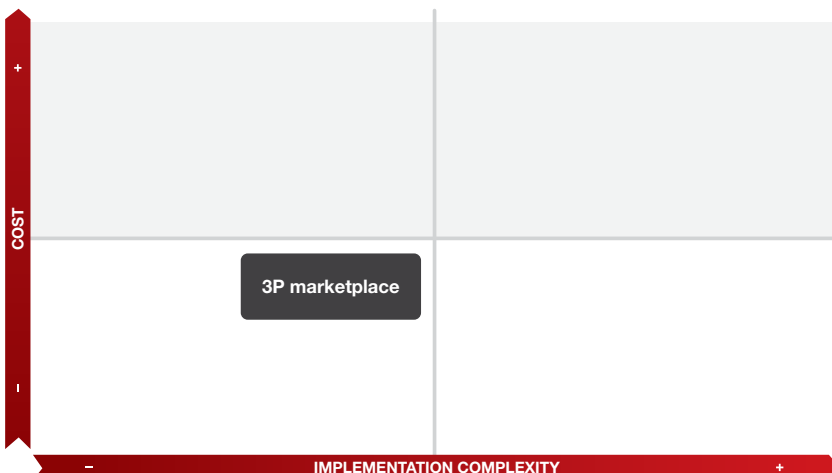 +
COST
–
3P marketplace
– IMPLEMENTATION COMPLEXITY +